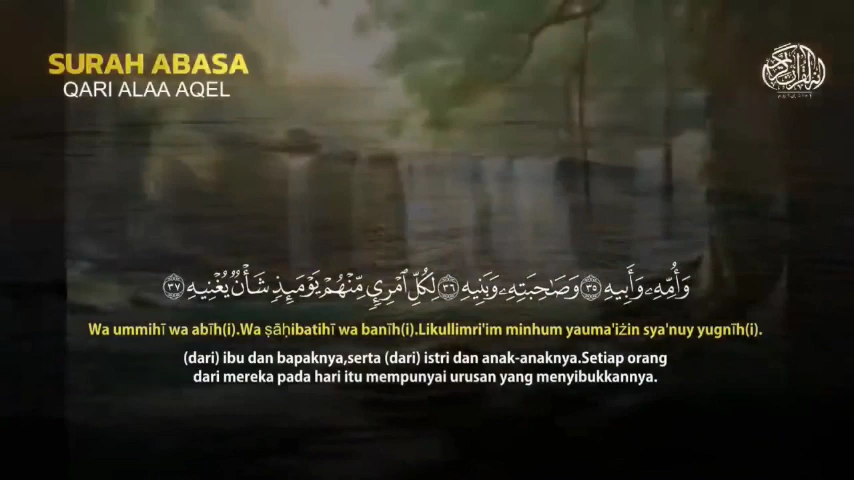 SURAH ABASA
QARI ALAA AQEL
وَأُمِّهِۦ وَأَبِيهِ ٣٥ وَصَـٰحِبَتِهِۦ وَبَنِيهِ ٣٦ لِكُلِّ ٱمْرِئٍ مِّنْهُمْ يَوْمَئِذٍ شَأْنٌ يُغْنِيهِ ٣٧
Wa ummihī wa abīh(i).Wa ṣāḥibatihī wa banīh(i).Likullimri'im minhum yauma'iżin sya'nuy yugnīh(i).
(dari) ibu dan bapaknya,serta (dari) istri dan anak-anaknya.Setiap orang
dari mereka pada hari itu mempunyai urusan yang menyibukkannya.